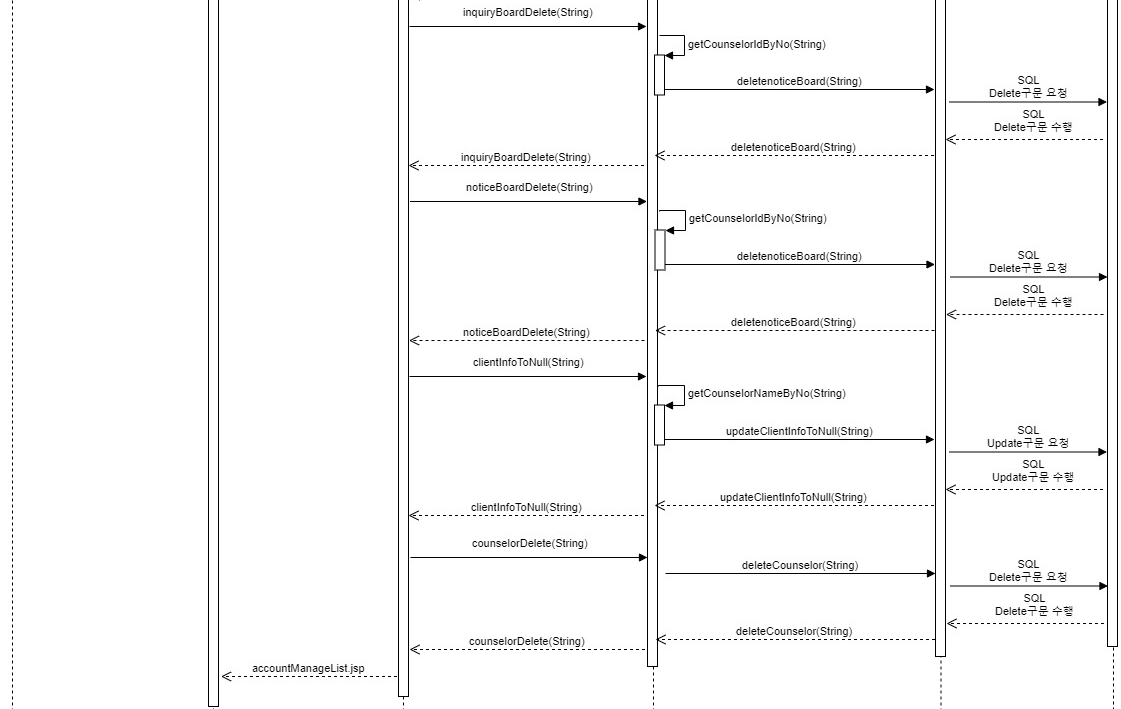 inquiryBoardDelete(String)
getCounselorIdByNo(String)
deletenoticeBoard(String)
SQL
Delete구문 요청
SQL
Delete구문 수행
deletenoticeBoard(String)
inquiryBoardDelete(String)
noticeBoardDelete(String)
getCounselorIdByNo(String)
deletenoticeBoard(String)
SQL
Delete구문 요청
SQL
Delete구문 수행
deletenoticeBoard(String)
noticeBoardDelete(String)
clientInfoToNull(String)
getCounselorNameByNo(String)
updateClientInfoToNull(String)
SQL
Update구문 요청
SQL
Update구문 수행
updateClientInfoToNull(String)
clientInfoToNull(String)
counselorDelete(String)
deleteCounselor(String)
SQL
Delete구문 요청
SQL
Delete구문 수행
deleteCounselor(String)
counselorDelete(String)
accountManageList.jsp